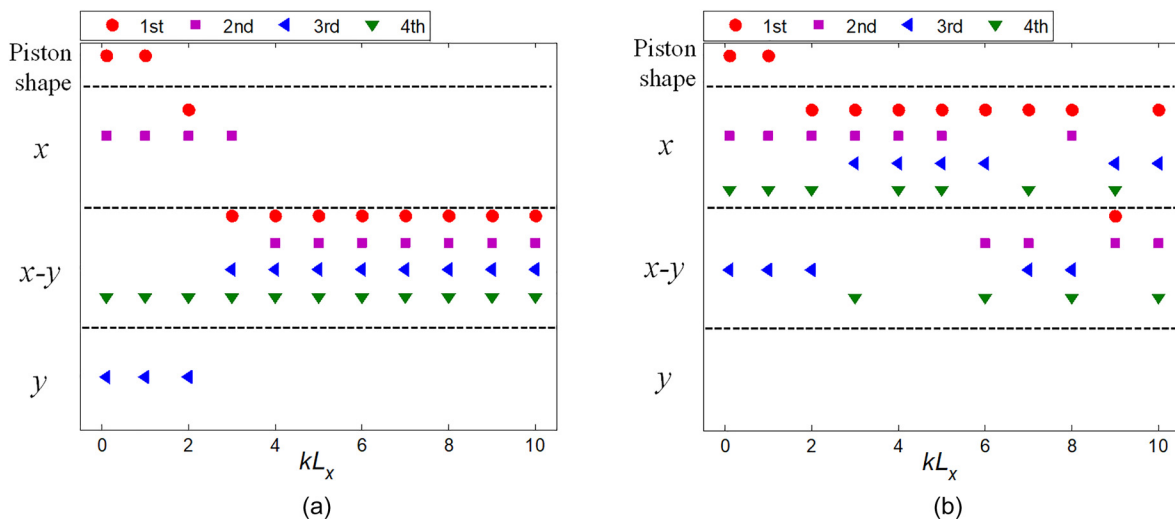 1st 2nd 3rd 4th
Piston
shape
x
x-y
y
0 2 4 6 8 10
kLx
(a)
1st 2nd 3rd 4th
Piston
shape
x
x-y
y
0 2 4 6 8 10
kLx
(b)